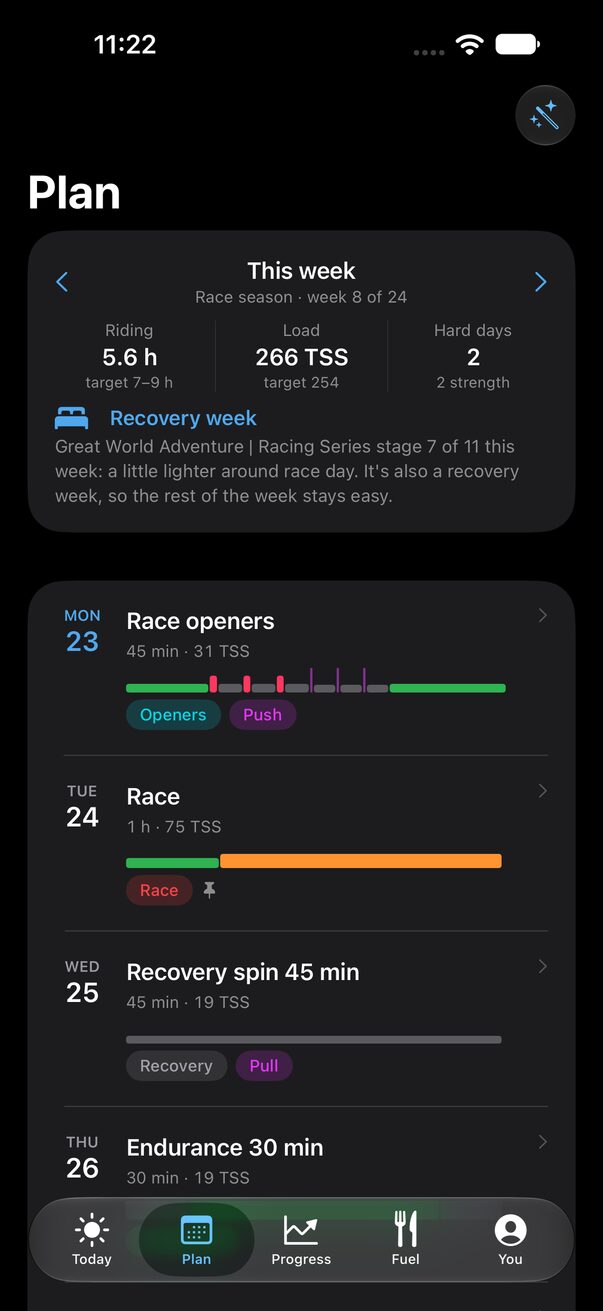 11:22
Plan
This week
Race season · week 8 of 24
Riding
Load
Hard days
5.6 h
266 TSS
2
target 7–9 h
target 254
2 strength
Recovery week
Great World Adventure | Racing Series stage 7 of 11 this
week: a little lighter around race day. It's also a recovery
week, so the rest of the week stays easy.
MON
23
Race openers
45 min · 31 TSS
Openers
Push
TUE
24
Race
1 h · 75 TSS
Race
WED
25
Recovery spin 45 min
45 min · 19 TSS
Recovery
Pull
THU
26
Endurance 30 min
30 min · 19 TSS
Today
Plan
Progress
Fuel
You